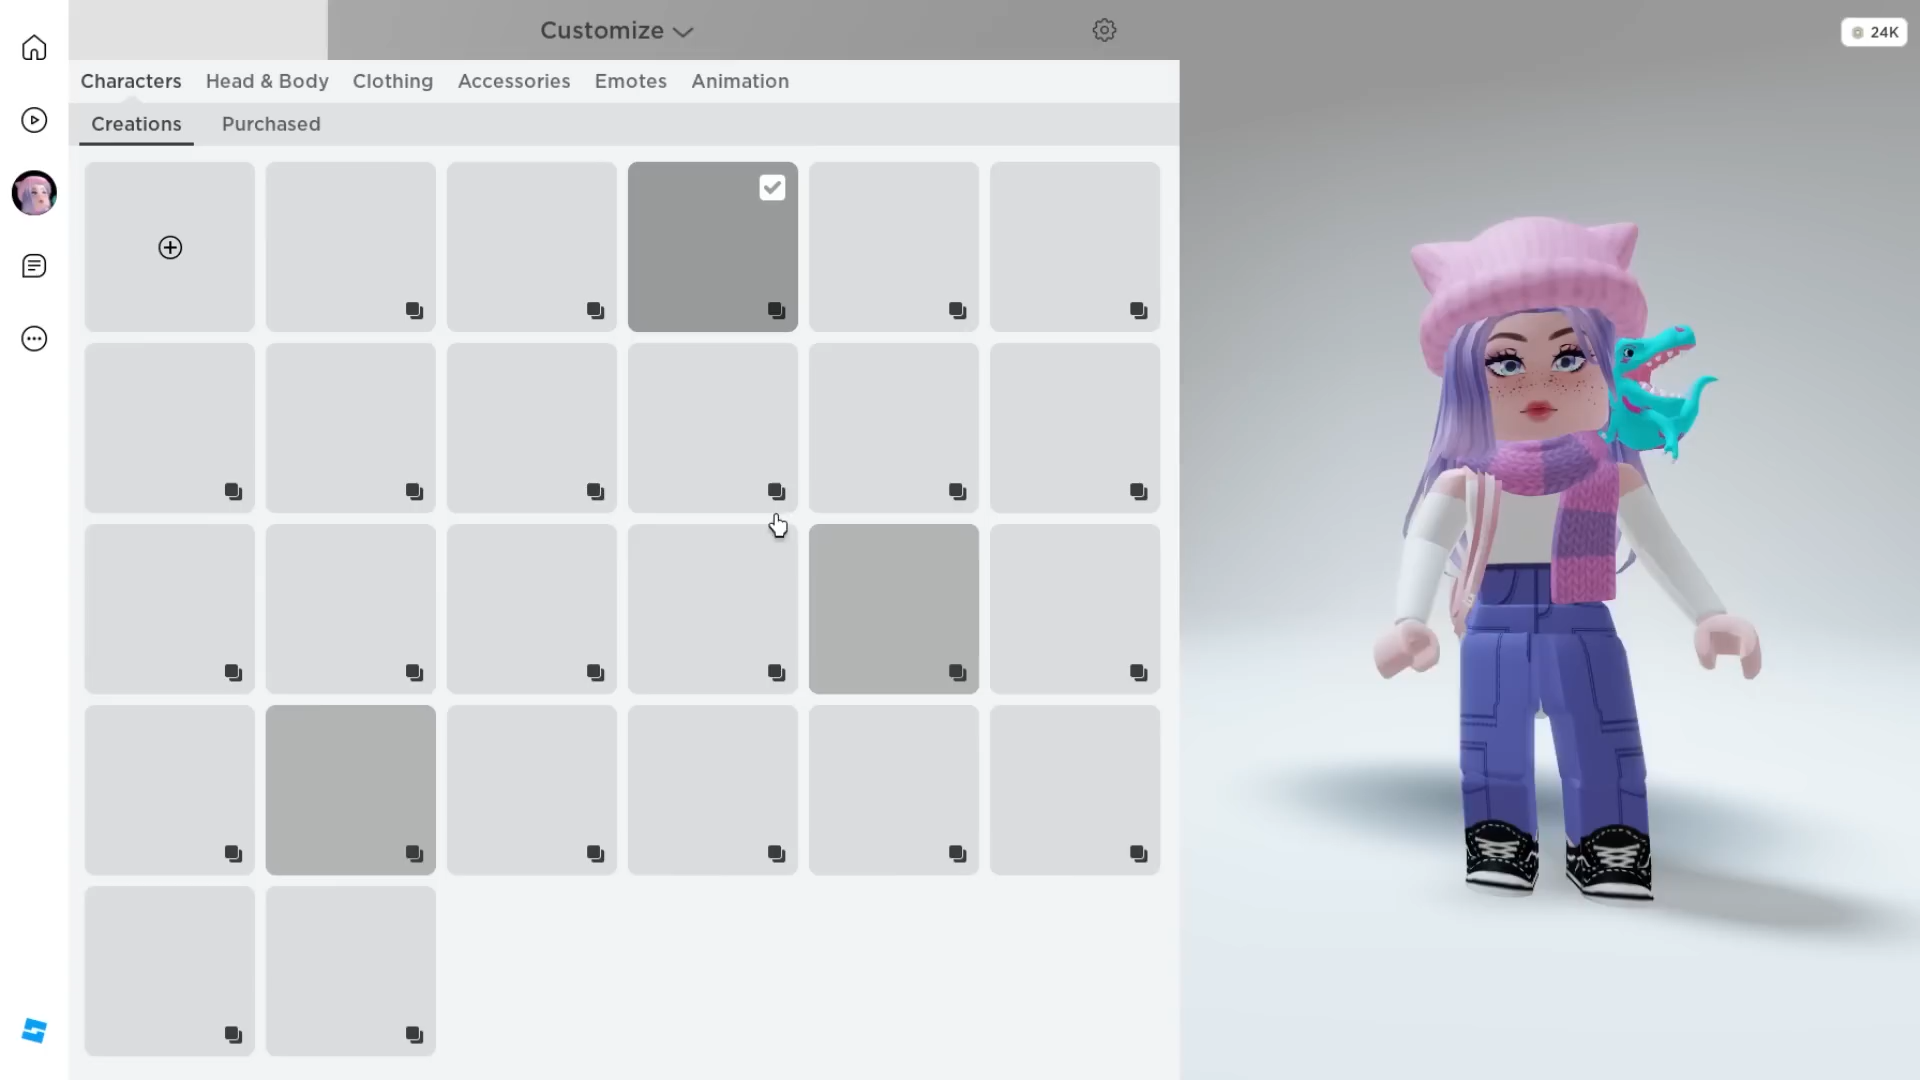 Customize
24K
Characters Head & Body Clothing Accessories Emotes Animation
Creations Purchased